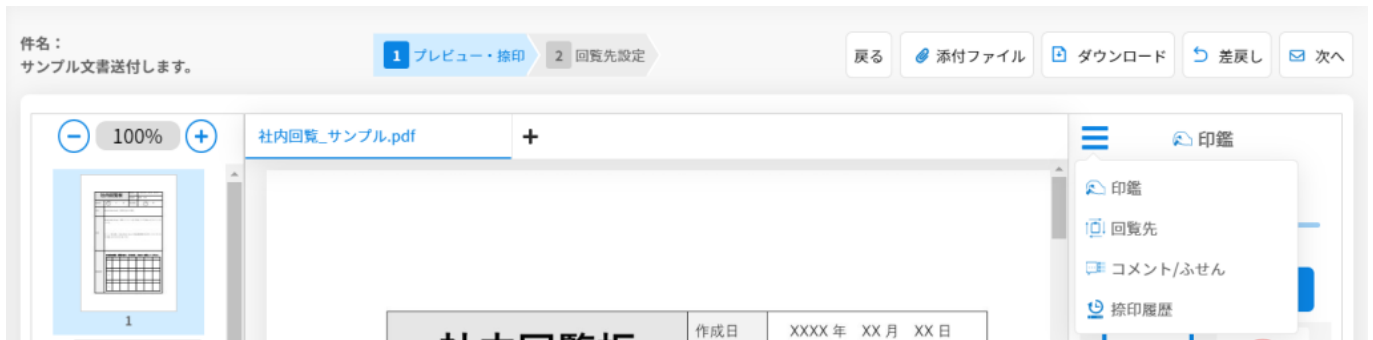 件名：
サンプル文書送付します。
1 プレビュー・捺印
2 回覧先設定
戻る
添付ファイル
ダウンロード
差戻し
次へ
100%
社内回覧_サンプル.pdf
+
印鑑
印鑑
回覧先
コメント/ふせん
捺印履歴
1
作成日
XXXX 年 XX 月 XX 日